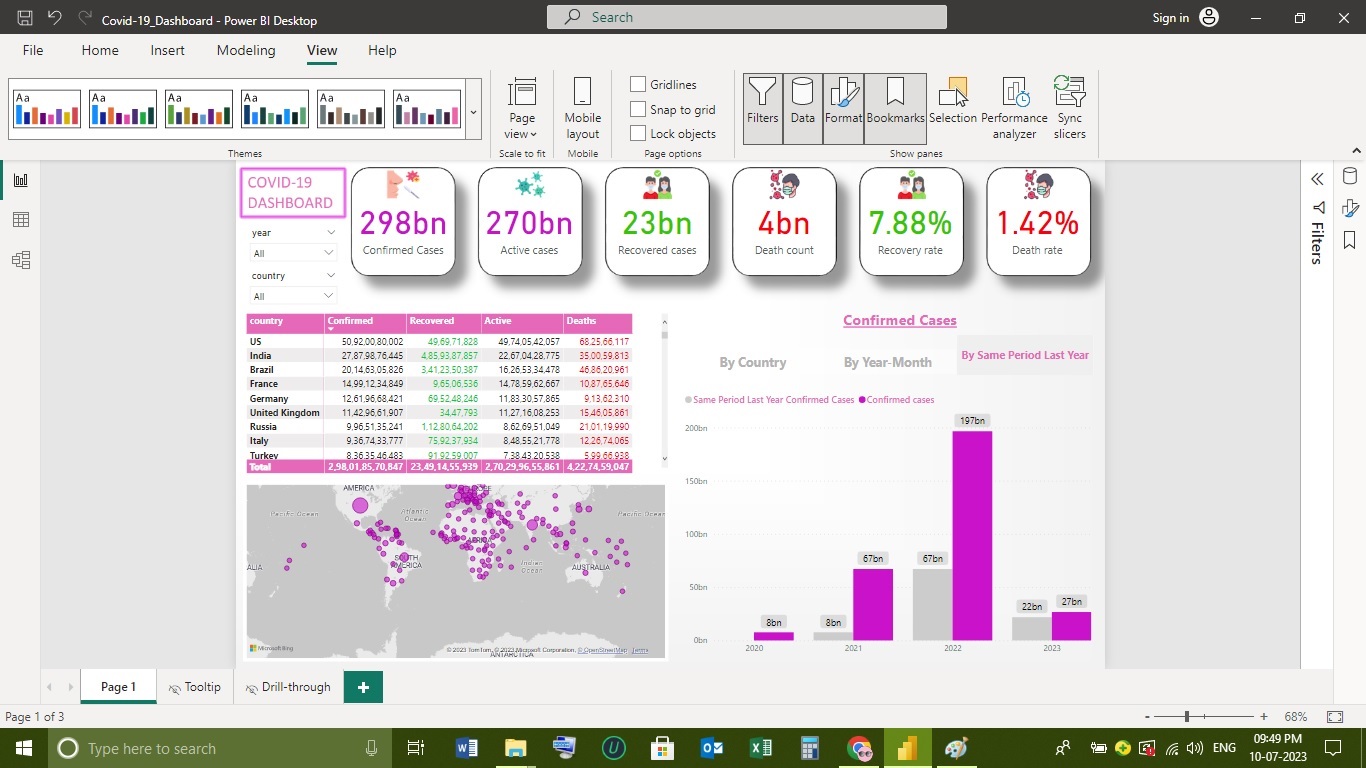 Covid-19_Dashboard - Power BI Desktop
Search
Sign in
File Home Insert Modeling View Help
Aa Aa Aa Aa Aa Aa
Page view
Mobile layout
Gridlines
Snap to grid
Lock objects
Filters Data Format Bookmarks Selection Performance analyzer Sync slicers
Themes Scale to fit Mobile Page options Show panes
COVID-19
DASHBOARD
year
All
country
All
298bn
Confirmed Cases
270bn
Active cases
23bn
Recovered cases
4bn
Death count
7.88%
Recovery rate
1.42%
Death rate
Filters
country Confirmed Recovered Active Deaths
US 50,92,00,80,002 49,69,71,828 49,74,05,42,057 68,25,66,117
India 27,87,98,76,445 4,85,93,87,857 22,67,04,28,775 35,00,59,813
Brazil 20,14,63,05,826 3,41,23,50,387 16,26,53,34,478 46,86,20,961
France 14,99,12,34,849 9,65,06,536 14,78,59,62,667 10,87,65,646
Germany 12,61,96,68,421 69,52,48,246 11,83,30,57,865 9,13,62,310
United Kingdom 11,42,96,61,907 34,47,793 11,27,16,08,253 15,46,05,861
Russia 9,96,51,35,241 1,12,80,64,202 8,62,69,51,049 21,01,19,990
Italy 9,36,74,33,777 75,92,37,934 8,48,55,21,778 12,26,74,065
Turkey 8,36,35,46,483 91,92,59,007 7,38,43,20,538 5,99,66,938
Total 2,98,01,85,70,847 23,49,14,55,939 2,70,29,96,55,861 4,22,74,59,047
Confirmed Cases
By Country By Year-Month By Same Period Last Year
Same Period Last Year Confirmed Cases Confirmed cases
200bn
150bn
100bn
50bn
0bn
8bn
8bn
67bn
67bn
197bn
22bn
27bn
2020 2021 2022 2023
AMERICA
Pacific Ocean
Atlantic
Ocean
AFRICA
Pacific Ocean
SOUTH
AMERICA
Indian
Ocean
ALIA
AUSTRALIA
Microsoft Bing
© 2023 TomTom, © 2023 Microsoft Corporation, © OpenStreetMap Terms
ANTARCTICA
Page 1 Tooltip Drill-through +
Page 1 of 3
- + 68%
Type here to search
ENG
09:49 PM
10-07-2023